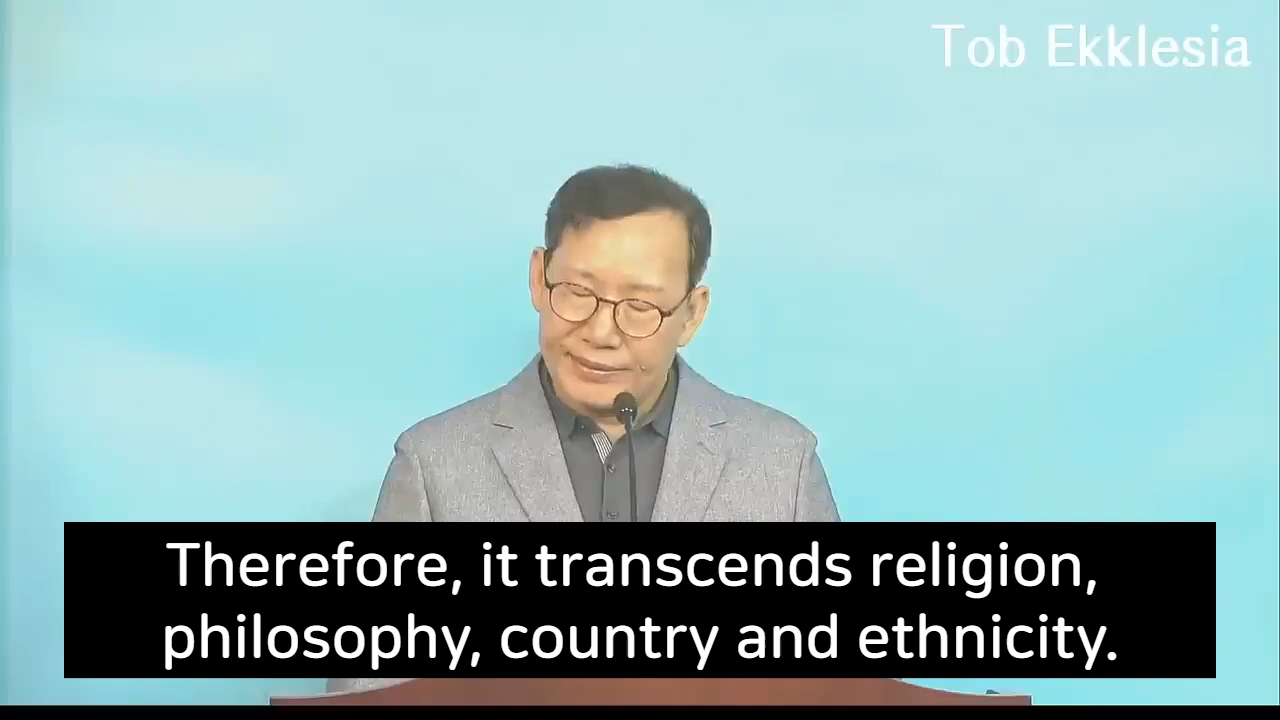 Tob Ekklesia
Therefore, it transcends religion,
philosophy, country and ethnicity.